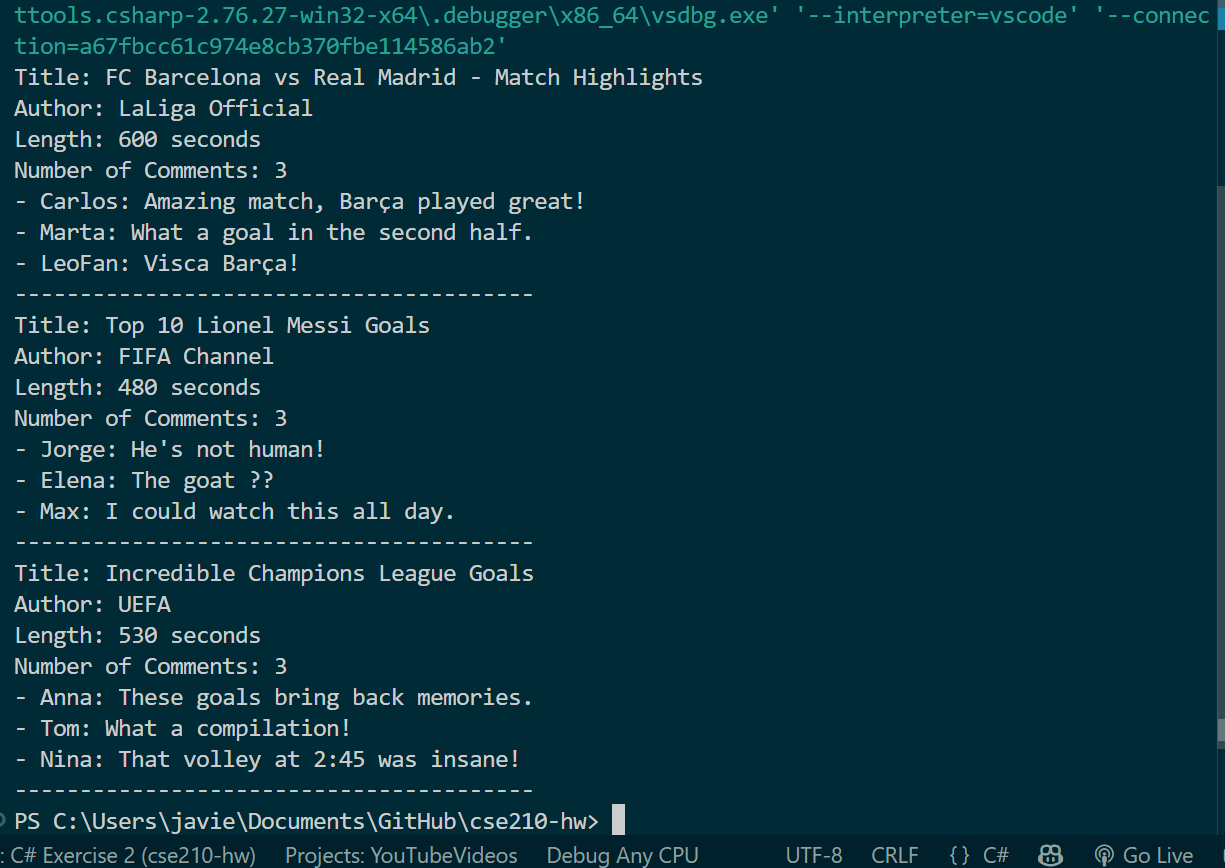 ttools.csharp-2.76.27-win32-x64\.debugger\x86_64\vsdbg.exe' '--interpreter=vscode' '--connec
tion=a67fbcc61c974e8cb370fbe114586ab2'
Title: FC Barcelona vs Real Madrid - Match Highlights
Author: LaLiga Official
Length: 600 seconds
Number of Comments: 3
- Carlos: Amazing match, Barça played great!
- Marta: What a goal in the second half.
- LeoFan: Visca Barça!
----------------------------------------
Title: Top 10 Lionel Messi Goals
Author: FIFA Channel
Length: 480 seconds
Number of Comments: 3
- Jorge: He's not human!
- Elena: The goat ??
- Max: I could watch this all day.
----------------------------------------
Title: Incredible Champions League Goals
Author: UEFA
Length: 530 seconds
Number of Comments: 3
- Anna: These goals bring back memories.
- Tom: What a compilation!
- Nina: That volley at 2:45 was insane!
----------------------------------------
PS C:\Users\javie\Documents\GitHub\cse210-hw>
: C# Exercise 2 (cse210-hw) Projects: YouTubeVideos Debug Any CPU UTF-8 CRLF {} C# Go Live